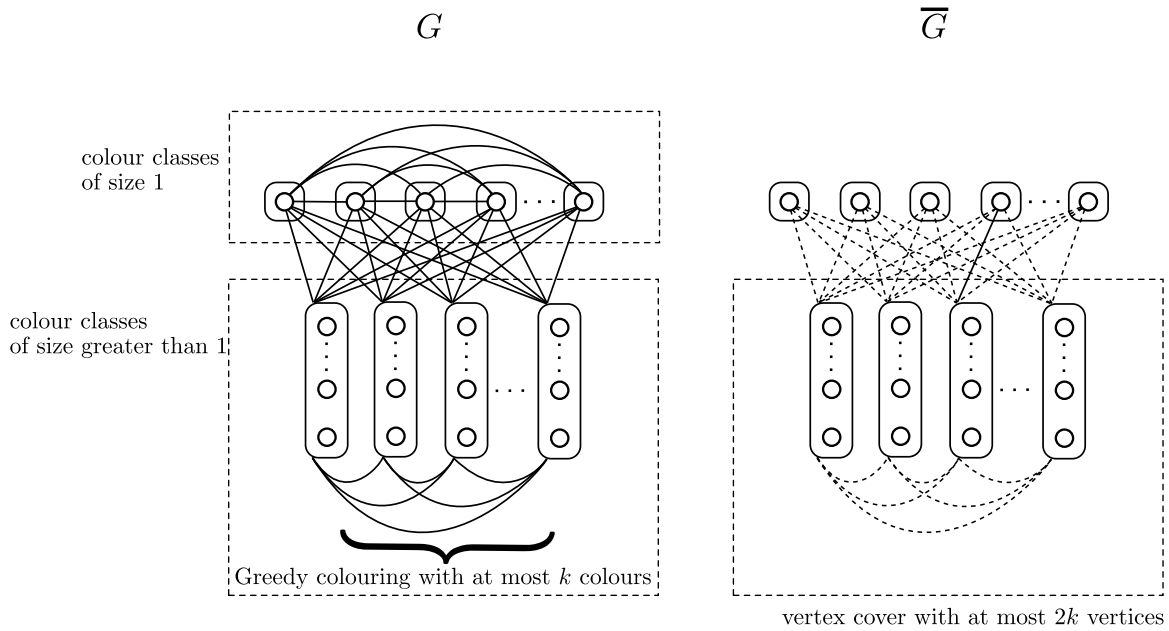 G
G̅
colour classes
of size 1
colour classes
of size greater than 1
Greedy colouring with at most k colours
vertex cover with at most 2k vertices